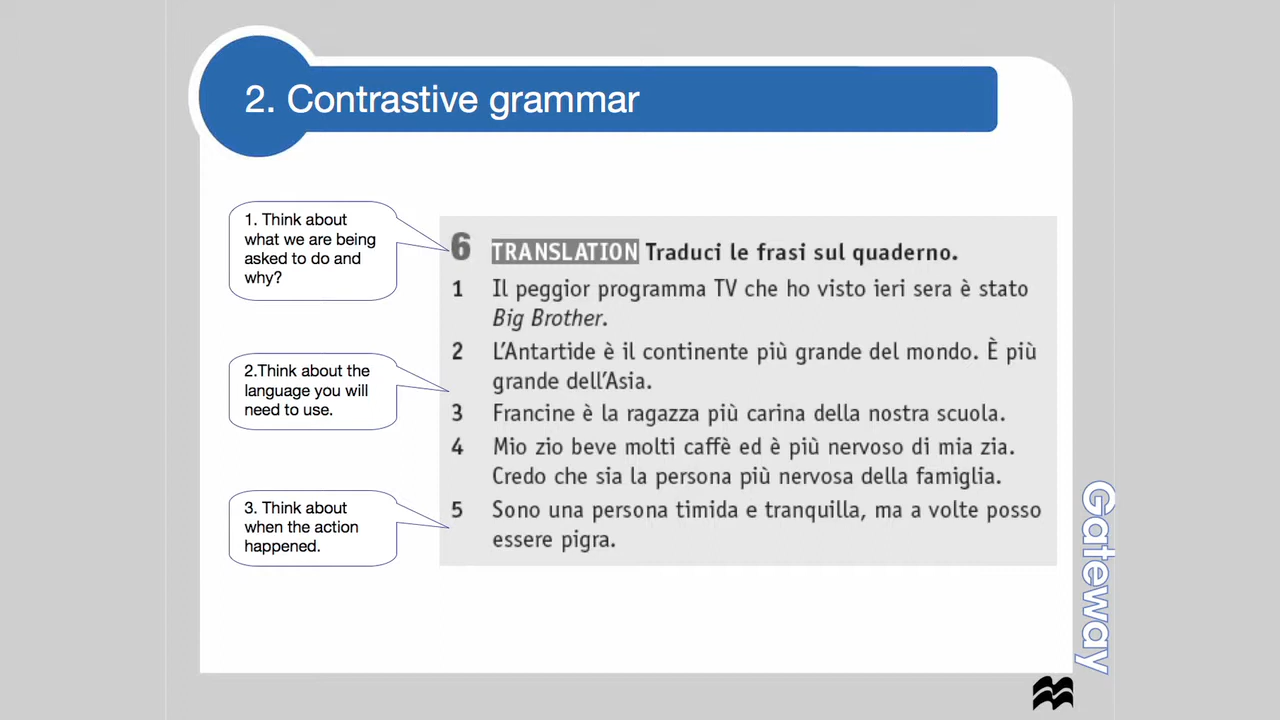 2. Contrastive grammar
1. Think about
what we are being
asked to do and
why?
2.Think about the
language you will
need to use.
3. Think about
when the action
happened.
6 TRANSLATION Traduci le frasi sul quaderno.
1 Il peggior programma TV che ho visto ieri sera è stato
Big Brother.
2 L'Antartide è il continente più grande del mondo. È più
grande dell'Asia.
3 Francine è la ragazza più carina della nostra scuola.
4 Mio zio beve molti caffè ed è più nervoso di mia zia.
Credo che sia la persona più nervosa della famiglia.
5 Sono una persona timida e tranquilla, ma a volte posso
essere pigra.
Gateway